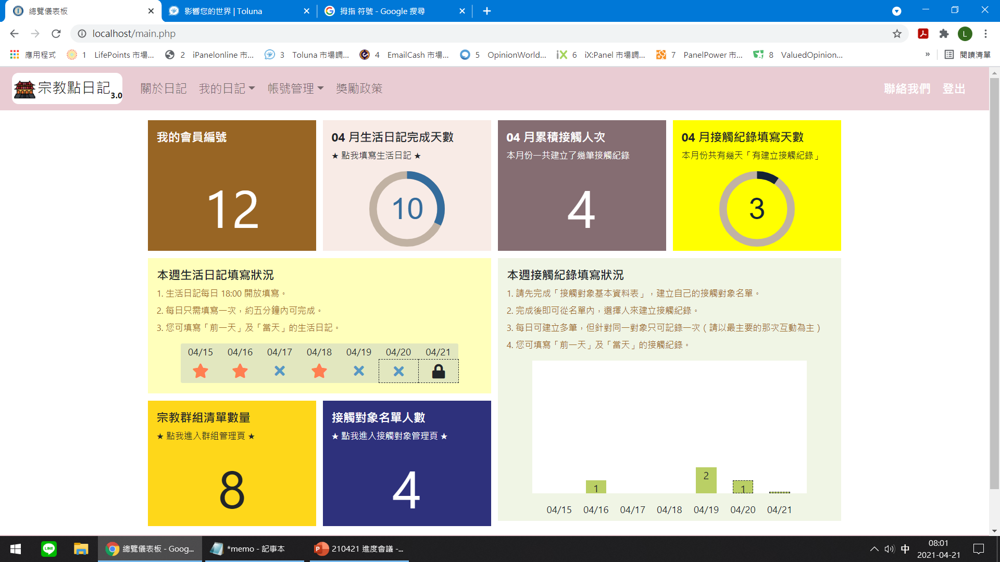 總覽儀表板
影響您的世界 | Toluna
拇指 符號 - Google 搜尋
localhost/main.php
L
應用程式
1 LifePoints 市場...
2 iPanelonline 市...
3 Toluna 市場調...
4 EmailCash 市場...
5 OpinionWorld...
6 iX:Panel 市場調...
7 PanelPower 市...
8 ValuedOpinion...
»
閱讀清單
宗教點日記3.0
關於日記
我的日記
帳號管理
獎勵政策
聯絡我們
登出
我的會員編號
12
04 月生活日記完成天數
★ 點我填寫生活日記 ★
10
04 月累積接觸人次
本月份一共建立了幾筆接觸紀錄
4
04 月接觸紀錄填寫天數
本月份共有幾天「有建立接觸紀錄」
3
本週生活日記填寫狀況
1. 生活日記每日 18:00 開放填寫。
2. 每日只需填寫一次，約五分鐘內可完成。
3. 您可填寫「前一天」及「當天」的生活日記。
04/15 04/16 04/17 04/18 04/19 04/20 04/21
本週接觸紀錄填寫狀況
1. 請先完成「接觸對象基本資料表」，建立自己的接觸對象名單。
2. 完成後即可從名單內，選擇人來建立接觸紀錄。
3. 每日可建立多筆，但針對同一對象只可記錄一次（請以最主要的那次互動為主）
4. 您可填寫「前一天」及「當天」的接觸紀錄。
1 2 1
04/15 04/16 04/17 04/18 04/19 04/20 04/21
宗教群組清單數量
★ 點我進入群組管理頁 ★
8
接觸對象名單人數
★ 點我進入接觸對象管理頁 ★
4
LINE
總覽儀表板 - Goog...
*memo - 記事本
P
210421 進度會議 -...
中
08:01
2021-04-21